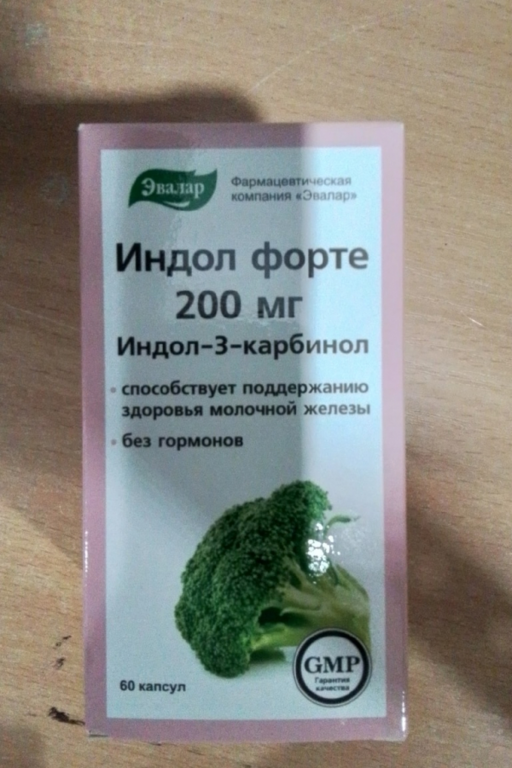 Эвалар
Фармацевтическая
компания «Эвалар»
Индол форте
200 мг
Индол-3-карбинол
• способствует поддержанию
здоровья молочной железы
• без гормонов
GMP
Гарантия
качества
60 капсул